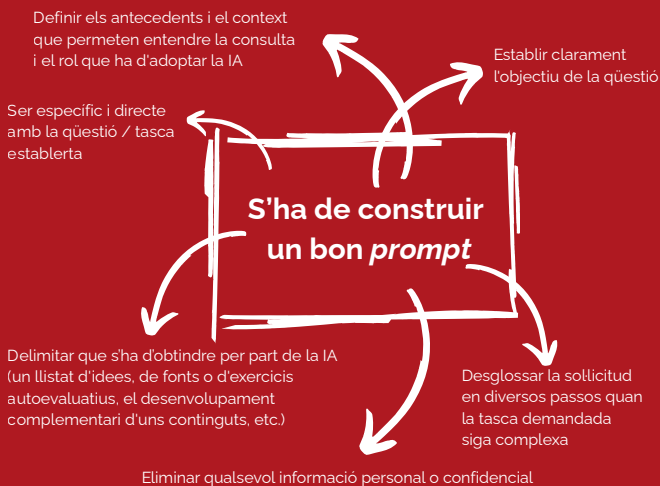 Definir els antecedents i el context
que permeten entendre la consulta
i el rol que ha d'adoptar la IA
Establir clarament
l'objectiu de la qüestió
Ser específic i directe
amb la qüestió / tasca
establerta
S'ha de construir
un bon prompt
Delimitar que s'ha d'obtindre per part de la IA
(un llistat d'idees, de fonts o d'exercicis
autoevaluatius, el desenvolupament
complementari d'uns continguts, etc.)
Desglossar la sol·licitud
en diversos passos quan
la tasca demandada
siga complexa
Eliminar qualsevol informació personal o confidencial